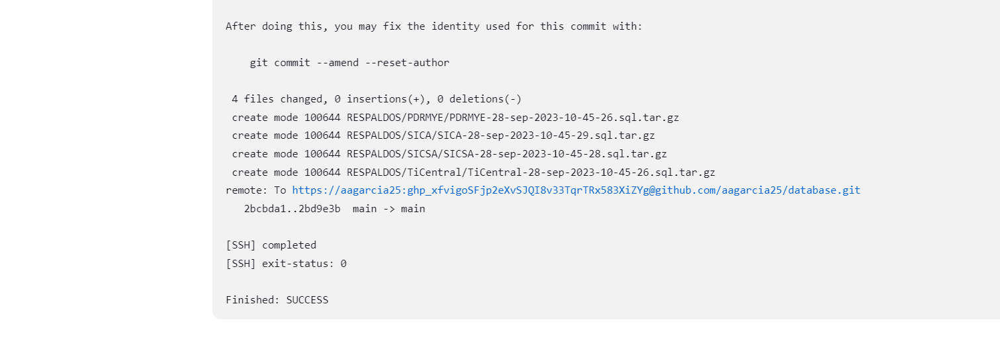 After doing this, you may fix the identity used for this commit with:
git commit --amend --reset-author
4 files changed, 0 insertions(+), 0 deletions(-)
create mode 100644 RESPALDOS/PDRMYE/PDRMYE-28-sep-2023-10-45-26.sql.tar.gz
create mode 100644 RESPALDOS/SICA/SICA-28-sep-2023-10-45-29.sql.tar.gz
create mode 100644 RESPALDOS/SICSA/SICSA-28-sep-2023-10-45-28.sql.tar.gz
create mode 100644 RESPALDOS/TiCentral/TiCentral-28-sep-2023-10-45-26.sql.tar.gz
remote: To https://aagarcia25: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@github.com/aagarcia25/database.git
2bcbda1..2bd9e3b  main -> main
[SSH] completed
[SSH] exit-status: 0
Finished: SUCCESS